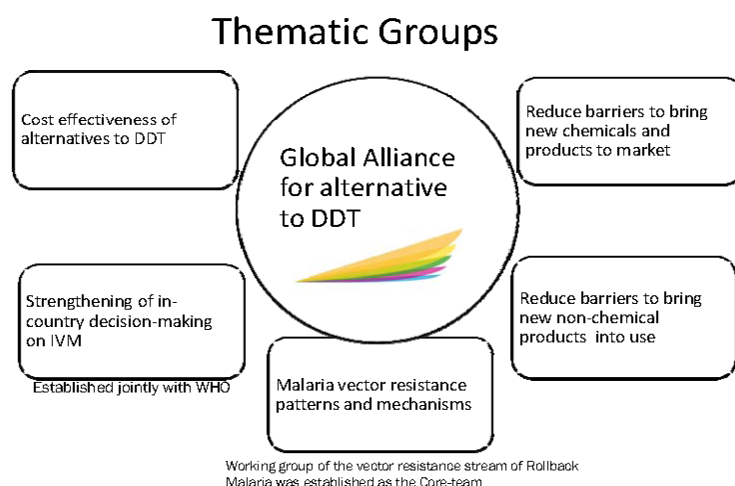 Thematic Groups
Cost effectiveness of
alternatives to DDT
Global Alliance
for alternative
to DDT
Reduce barriers to bring
new chemicals and
products to market
Strengthening of in-
country decision-making
on IVM
Established jointly with WHO
Malaria vector resistance
patterns and mechanisms
Reduce barriers to bring
new non-chemical
products into use
Working group of the vector resistance stream of Rollback
Malaria was established as the Core-team